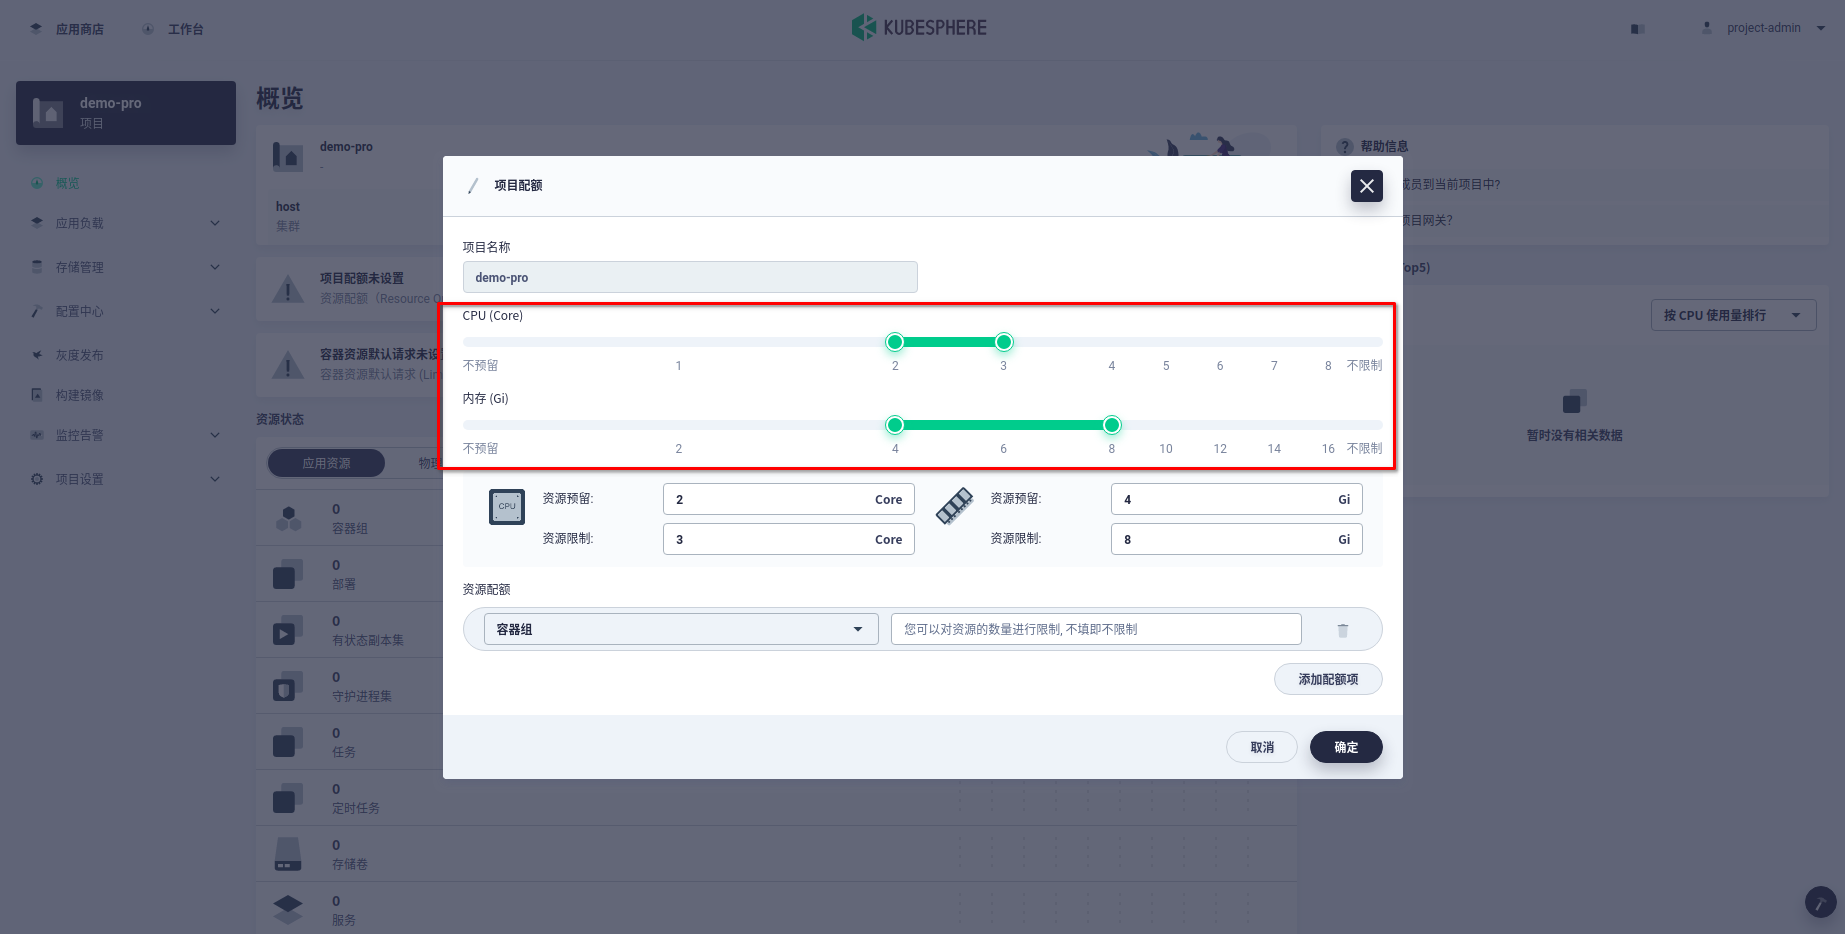 应用商店
工作台
KUBESPHERE
project-admin
demo-pro
项目
概览
应用负载
存储管理
配置中心
灰度发布
构建镜像
监控告警
项目设置
概览
demo-pro
-
host
集群
项目配额未设置
资源配额（Resource
容器资源默认请求未设
容器资源默认请求
资源状态
应用资源
物理
0
容器组
0
部署
0
有状态副本集
0
守护进程集
0
任务
0
定时任务
0
存储卷
0
服务
帮助信息
成员到当前项目中?
项目网关?
op5)
按 CPU 使用量排行
暂时没有相关数据
项目配额
项目名称
demo-pro
CPU (Core)
不预留 1 2 3 4 5 6 7 8 不限制
内存 (Gi)
不预留 2 4 6 8 10 12 14 16 不限制
CPU
资源预留: 2 Core
资源限制: 3 Core
资源预留: 4 Gi
资源限制: 8 Gi
资源配额
容器组
您可以对资源的数量进行限制, 不填即不限制
添加配额项
取消
确定